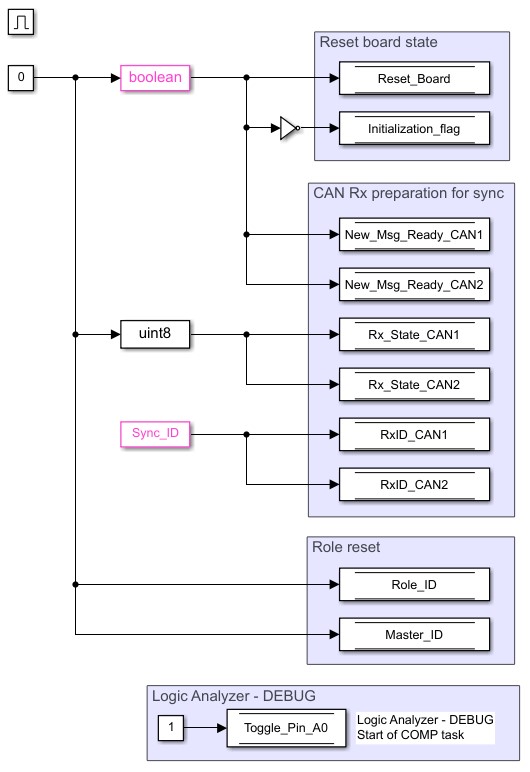 Reset board state
0
boolean
Reset_Board
Initialization_flag
CAN Rx preparation for sync
New_Msg_Ready_CAN1
New_Msg_Ready_CAN2
uint8
Rx_State_CAN1
Rx_State_CAN2
Sync_ID
RxID_CAN1
RxID_CAN2
Role reset
Role_ID
Master_ID
Logic Analyzer - DEBUG
1
Toggle_Pin_A0
Logic Analyzer - DEBUG
Start of COMP task